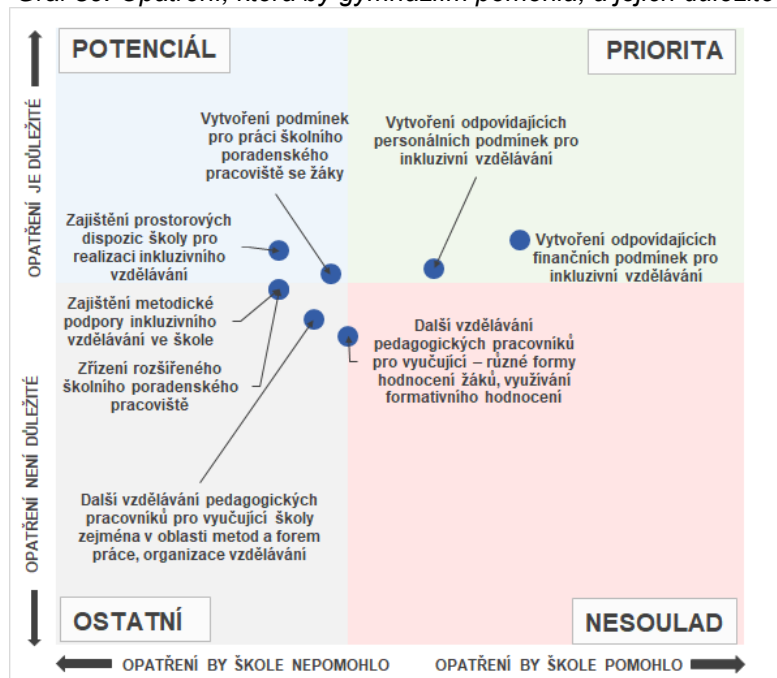 POTENCIÁL
PRIORITA
Vytvoření podmínek
pro práci školního
poradenského
pracoviště se žáky
Vytvoření odpovídajících
personálních podmínek pro
inkluzivní vzdělávání
Zajištění prostorových
dispozic školy pro
realizaci inkluzivního
vzdělávání
Vytvoření odpovídajících
finančních podmínek pro
inkluzivní vzdělávání
Zajištění metodické
podpory inkluzivního
vzdělávání ve škole
Zřízení rozšířeného
školního poradenského
pracoviště
Další vzdělávání
pedagogických pracovníků
pro vyučující – různé formy
hodnocení žáků, využívání
formativního hodnocení
Další vzdělávání pedagogických
pracovníků pro vyučující školy
zejména v oblasti metod a forem
práce, organizace vzdělávání
OSTATNÍ
NESOULAD
OPATŘENÍ JE DŮLEŽITÉ
OPATŘENÍ NENÍ DŮLEŽITÉ
OPATŘENÍ BY ŠKOLE NEPOMOHLO
OPATŘENÍ BY ŠKOLE POMOHLO